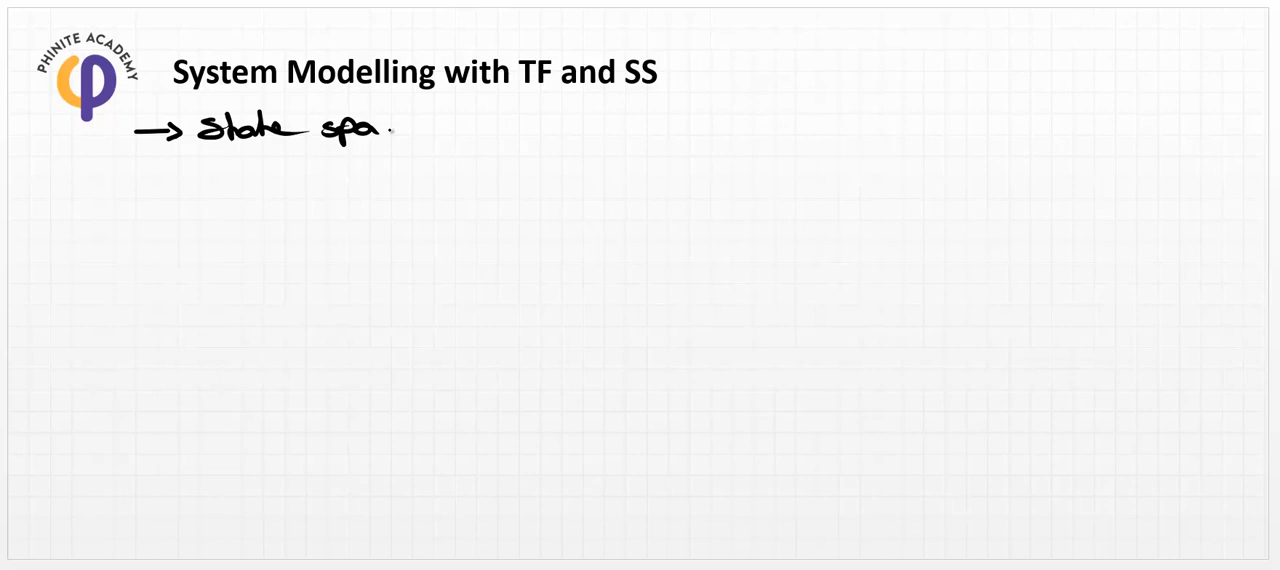 PHINITE ACADEMY
System Modelling with TF and SS
→ State spa